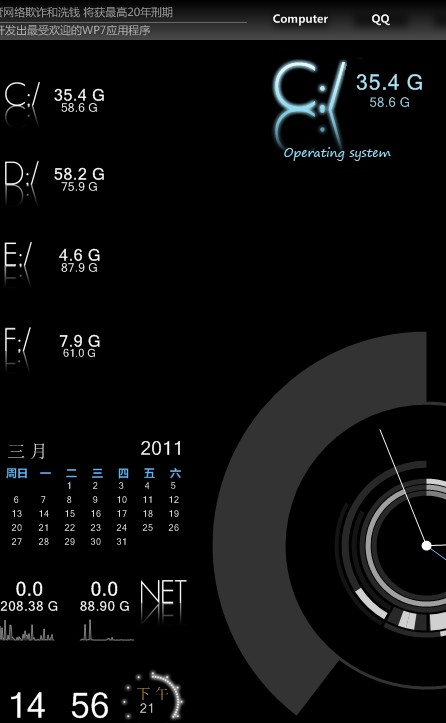 网络欺诈和洗钱 将获最高20年刑期
开发出最受欢迎的WP7应用程序
Computer QQ
C:/ 35.4 G
58.6 G
C:/ 35.4 G
58.6 G
Operating system
D:/ 58.2 G
75.9 G
E:/ 4.6 G
87.9 G
F:/ 7.9 G
61.0 G
三月 2011
周日 一 二 三 四 五 六
1 2 3 4 5
6 7 8 9 10 11 12
13 14 15 16 17 18 19
20 21 22 23 24 25 26
27 28 29 30 31
0.0 0.0 NET
208.38 G 88.90 G
14 56 下午
21